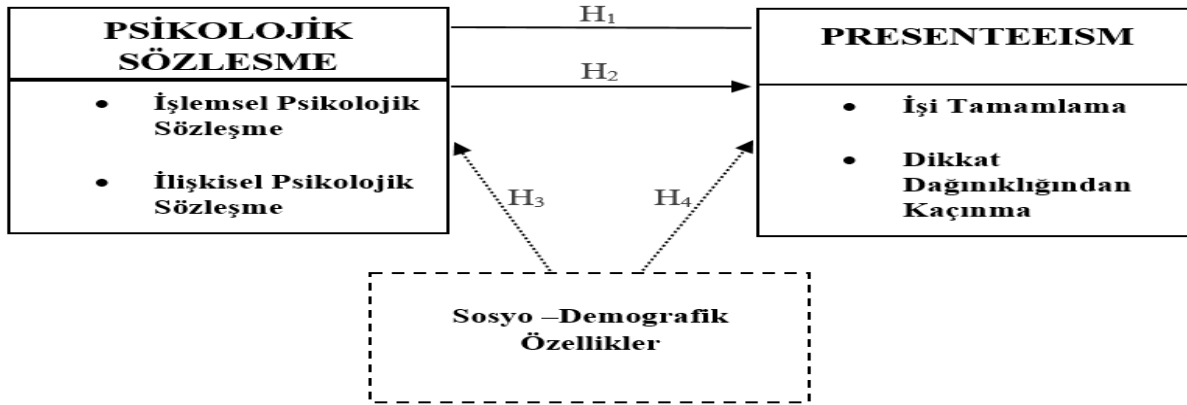 H₁
PSİKOLOJİK
SÖZLESME
PRESENTEEISM
H₂
• İşlemsel Psikolojik
Sözleşme
• İlişkisel Psikolojik
Sözleşme
• İşi Tamamlama
• Dikkat
Dağınıklığından
Kaçınma
H₃
H₄
Sosyo –Demografik
Özellikler